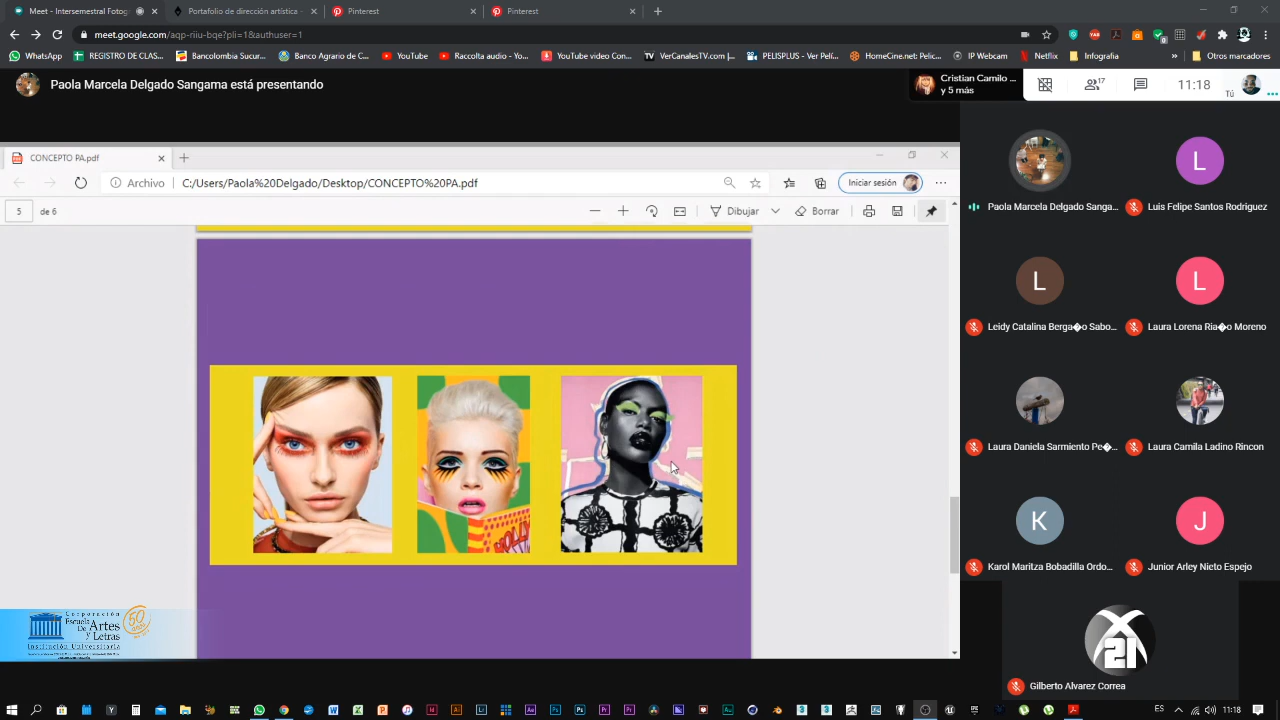 Meet - Intersemestral Fotog
Portafolio de dirección artística -
Pinterest
Pinterest
meet.google.com/aqp-riiu-bqe?pli=1&authuser=1
WhatsApp
REGISTRO DE CLAS...
Bancolombia Sucur...
Banco Agrario de C...
YouTube
Raccolta audio - Yo...
YouTube video Con...
VerCanalesTV.com |...
PELISPLUS - Ver Pelí...
HomeCine.net: Pelic...
IP Webcam
Netflix
Infografia
»
Otros marcadores
Paola Marcela Delgado Sangama está presentando
Cristian Camilo ...
y 5 más
17
11:18
Tú
CONCEPTO PA.pdf
Archivo
C:/Users/Paola%20Delgado/Desktop/CONCEPTO%20PA.pdf
Iniciar sesión
5 de 6
Dibujar
Borrar
Paola Marcela Delgado Sanga...
L
Luis Felipe Santos Rodriguez
L
Leidy Catalina Berga�o Sabo...
L
Laura Lorena Ria�o Moreno
Laura Daniela Sarmiento Pe�...
Laura Camila Ladino Rincon
K
Karol Maritza Bobadilla Ordo...
J
Junior Arley Nieto Espejo
X
21
Gilberto Alvarez Correa
Corporación
Escuela
De Artes
y Letras
Institución Universitaria
50
años
ES
11:18